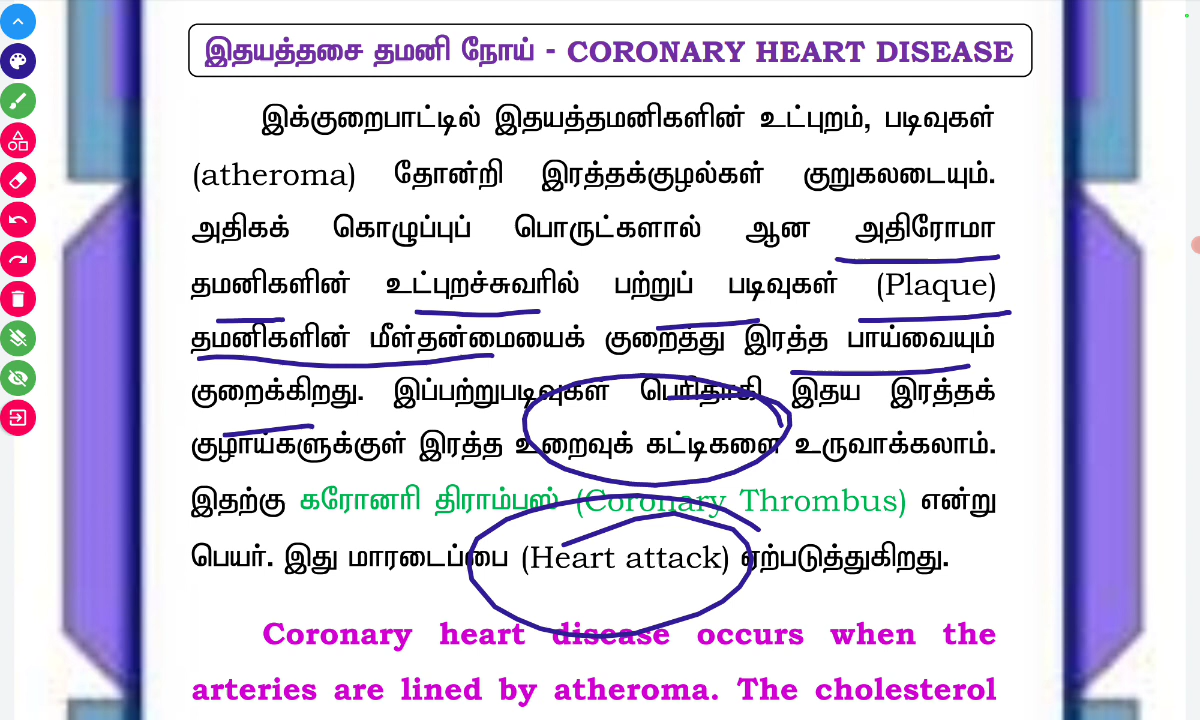 இதயத்தசை தமனி நோய் - CORONARY HEART DISEASE
இக்குறைபாட்டில் இதயத்தமனிகளின் உட்புறம், படிவுகள்
(atheroma) தோன்றி இரத்தக்குழல்கள் குறுகலடையும்.
அதிகக் கொழுப்புப் பொருட்களால் ஆன அதிரோமா
தமனிகளின் உட்புறச்சுவரில் பற்றுப் படிவுகள் (Plaque)
தமனிகளின் மீள்தன்மையைக் குறைத்து இரத்த பாய்வையும்
குறைக்கிறது. இப்பற்றுபடிவுகள் பெரிதாகி இதய இரத்தக்
குழாய்களுக்குள் இரத்த உறைவுக் கட்டிகளை உருவாக்கலாம்.
இதற்கு கரோனரி திராம்பஸ் (Coronary Thrombus) என்று
பெயர். இது மாரடைப்பை (Heart attack) ஏற்படுத்துகிறது.
Coronary heart disease occurs when the
arteries are lined by atheroma. The cholesterol